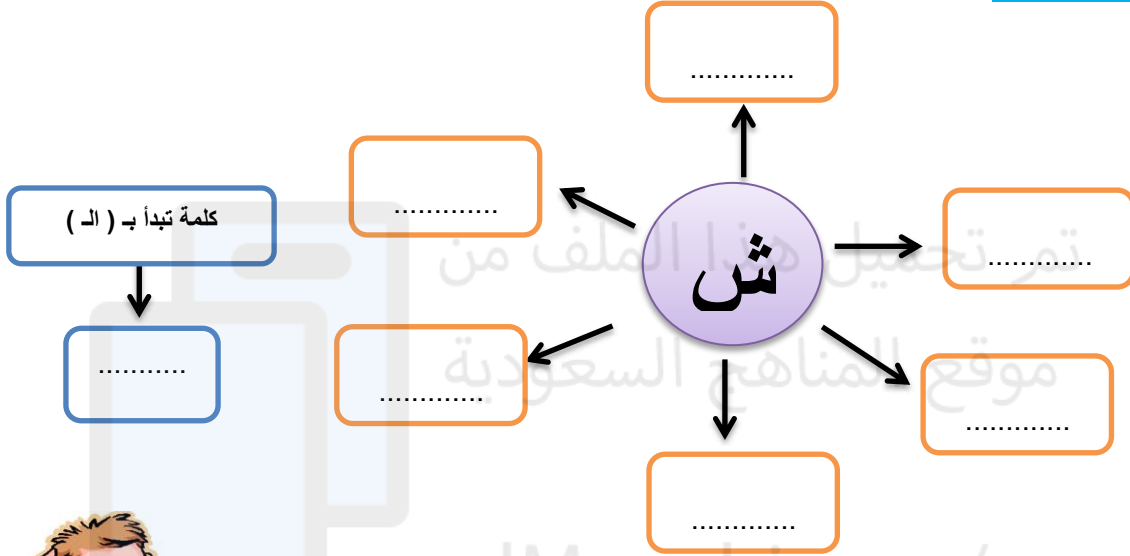 .............
.............
كلمة تبدأ بـ ( الـ )
.............
ش
تم تحميل هذا الملف من
.............
موقع المناهج السعودية
...........
.............
.............